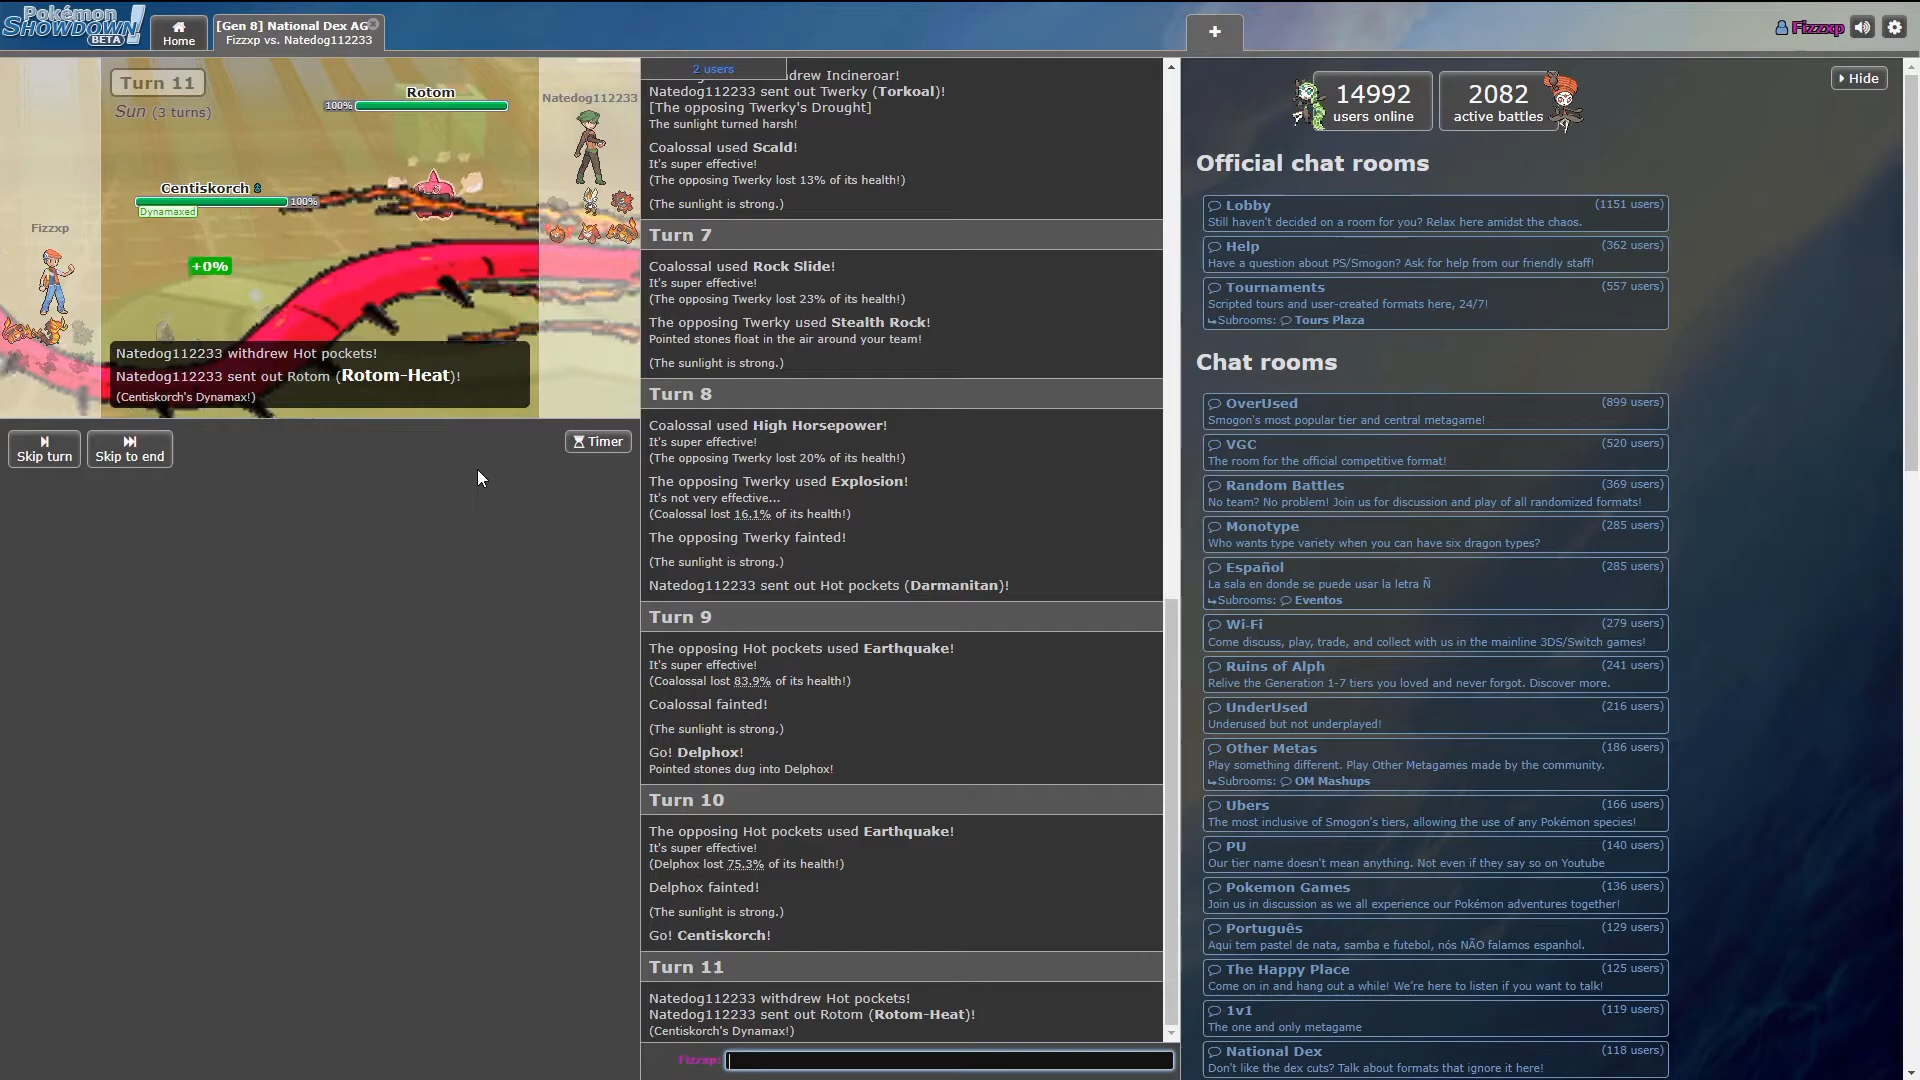 Pokémon
SHOWDOWN!
BETA
Home
[Gen 8] National Dex AG
Fizzxp vs. Natedog112233
+
Fizzxp
Turn 11
Sun (3 turns)
Rotom
100%
Centiskorch
100%
Dynamaxed
+0%
Fizzxp
Natedog112233
Natedog112233 withdrew Hot pockets!
Natedog112233 sent out Rotom (Rotom-Heat)!
(Centiskorch's Dynamax!)
Skip turn
Skip to end
Timer
2 users
drew Incineroar!
Natedog112233 sent out Twerky (Torkoal)!
[The opposing Twerky's Drought]
The sunlight turned harsh!
Coalossal used Scald!
It's super effective!
(The opposing Twerky lost 13% of its health!)
(The sunlight is strong.)
Turn 7
Coalossal used Rock Slide!
It's super effective!
(The opposing Twerky lost 23% of its health!)
The opposing Twerky used Stealth Rock!
Pointed stones float in the air around your team!
(The sunlight is strong.)
Turn 8
Coalossal used High Horsepower!
It's super effective!
(The opposing Twerky lost 20% of its health!)
The opposing Twerky used Explosion!
It's not very effective...
(Coalossal lost 16.1% of its health!)
The opposing Twerky fainted!
(The sunlight is strong.)
Natedog112233 sent out Hot pockets (Darmanitan)!
Turn 9
The opposing Hot pockets used Earthquake!
It's super effective!
(Coalossal lost 83.9% of its health!)
Coalossal fainted!
(The sunlight is strong.)
Go! Delphox!
Pointed stones dug into Delphox!
Turn 10
The opposing Hot pockets used Earthquake!
It's super effective!
(Delphox lost 75.3% of its health!)
Delphox fainted!
(The sunlight is strong.)
Go! Centiskorch!
Turn 11
Natedog112233 withdrew Hot pockets!
Natedog112233 sent out Rotom (Rotom-Heat)!
(Centiskorch's Dynamax!)
Fizzxp:
14992
users online
2082
active battles
Hide
Official chat rooms
Lobby (1151 users)
Still haven't decided on a room for you? Relax here amidst the chaos.
Help (362 users)
Have a question about PS/Smogon? Ask for help from our friendly staff!
Tournaments (557 users)
Scripted tours and user-created formats here, 24/7!
↳Subrooms: Tours Plaza
Chat rooms
OverUsed (899 users)
Smogon's most popular tier and central metagame!
VGC (520 users)
The room for the official competitive format!
Random Battles (369 users)
No team? No problem! Join us for discussion and play of all randomized formats!
Monotype (285 users)
Who wants type variety when you can have six dragon types?
Español (285 users)
La sala en donde se puede usar la letra Ñ
↳Subrooms: Eventos
Wi-Fi (279 users)
Come discuss, play, trade, and collect with us in the mainline 3DS/Switch games!
Ruins of Alph (241 users)
Relive the Generation 1-7 tiers you loved and never forgot. Discover more.
UnderUsed (216 users)
Underused but not underplayed!
Other Metas (186 users)
Play something different. Play Other Metagames made by the community.
↳Subrooms: OM Mashups
Ubers (166 users)
The most inclusive of Smogon's tiers, allowing the use of any Pokémon species!
PU (140 users)
Our tier name doesn't mean anything. Not even if they say so on Youtube
Pokemon Games (136 users)
Join us in discussion as we all experience our Pokémon adventures together!
Português (129 users)
Aqui tem pastel de nata, samba e futebol, nós NÃO falamos espanhol.
The Happy Place (125 users)
Come on in and hang out a while! We're here to listen if you want to talk!
1v1 (119 users)
The one and only metagame
National Dex (118 users)
Don't like the dex cuts? Talk about formats that ignore it here!